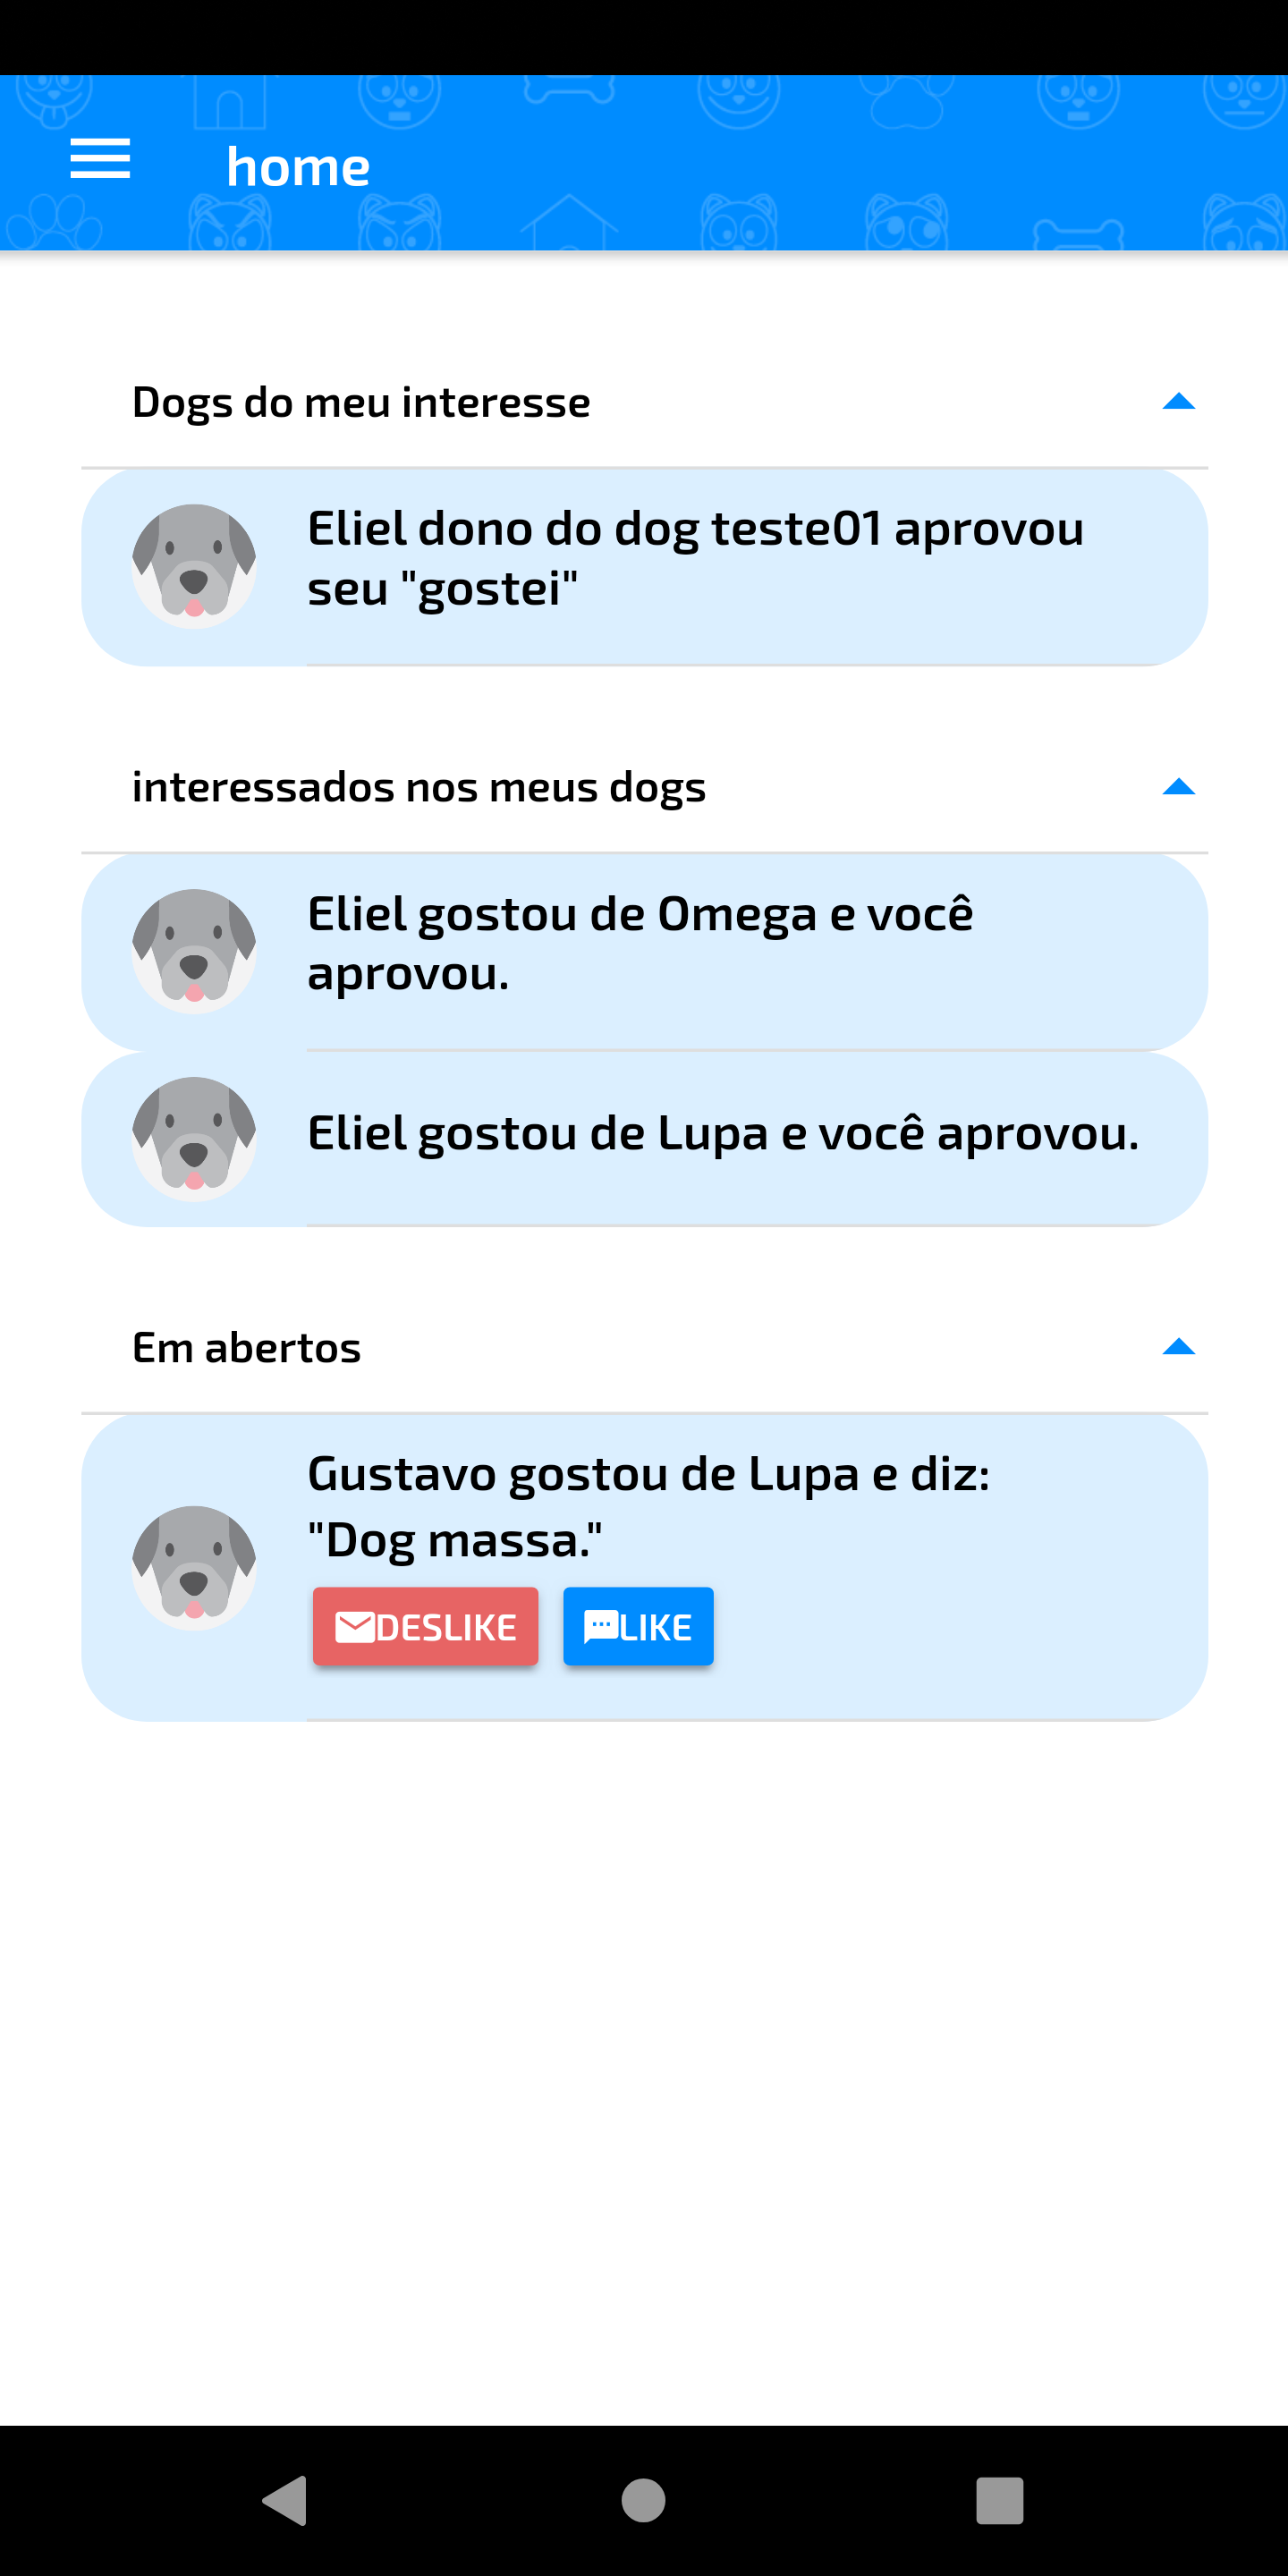 home
Dogs do meu interesse
Eliel dono do dog teste01 aprovou
seu "gostei"
interessados nos meus dogs
Eliel gostou de Omega e você
aprovou.
Eliel gostou de Lupa e você aprovou.
Em abertos
Gustavo gostou de Lupa e diz:
"Dog massa."
DESLIKE LIKE